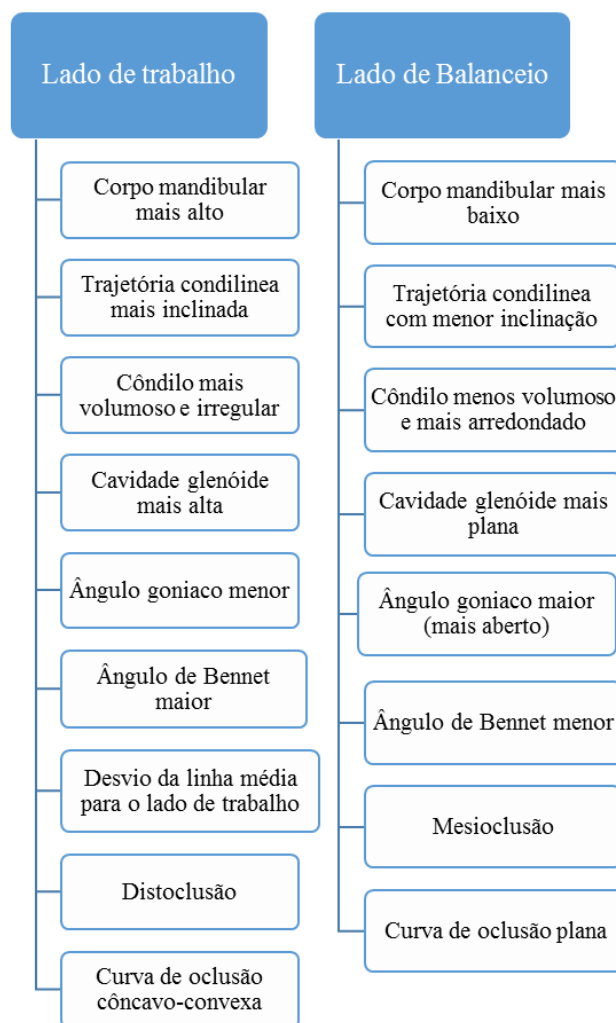 Lado de trabalho
Corpo mandibular
mais alto
Trajetória condilinea
mais inclinada
Côndilo mais
volumoso e irregular
Cavidade glenóide
mais alta
Ângulo goniaco menor
Ângulo de Bennet
maior
Desvio da linha média
para o lado de trabalho
Distoclusão
Curva de oclusão
côncavo-convexa
Lado de Balanceio
Corpo mandibular mais
baixo
Trajetória condilinea
com menor inclinação
Côndilo menos volumoso
e mais arredondado
Cavidade glenóide mais
plana
Ângulo goniaco maior
(mais aberto)
Ângulo de Bennet menor
Mesioclusão
Curva de oclusão plana